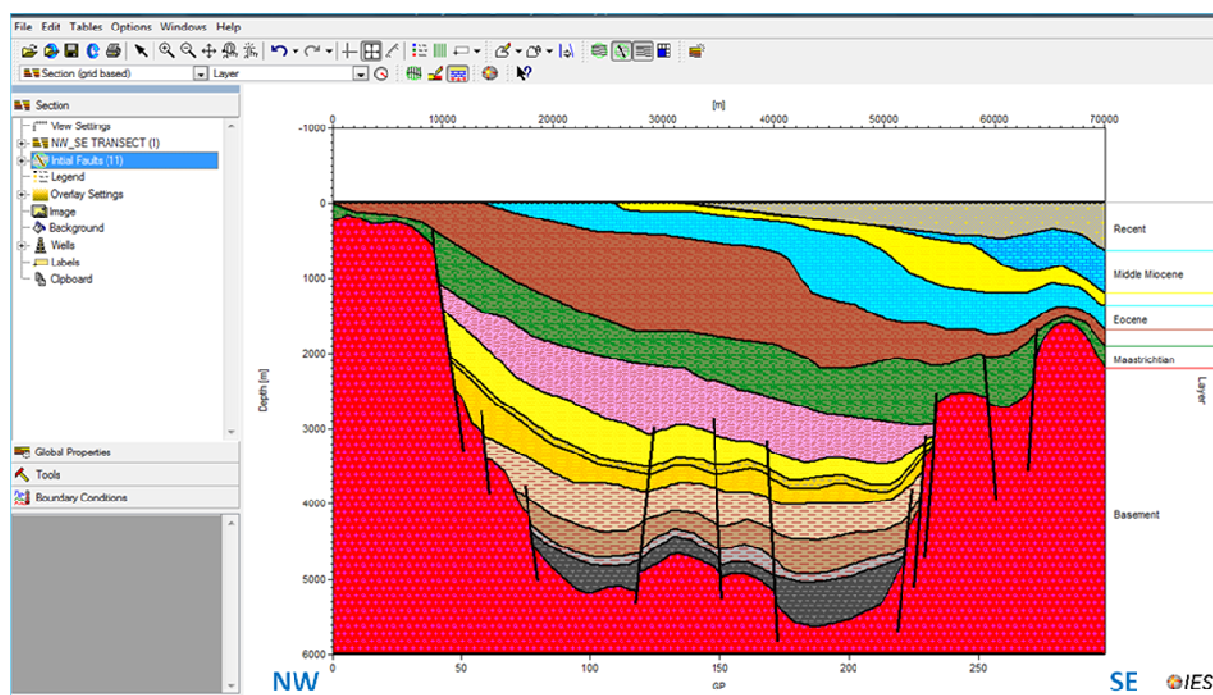 File Edit Tables Options Windows Help
Section (grid based)
Layer
Section
View Settings
NW_SE TRANSECT (1)
Intial Faults (11)
Legend
Overlay Settings
Image
Background
Wells
Labels
Clipboard
Global Properties
Tools
Boundary Conditions
[m]
0 10000 20000 30000 40000 50000 60000 70000
-1000
0
1000
2000
3000
4000
5000
6000
Depth [m]
Recent
Middle Miocene
Eocene
Maastrichtian
Basement
Layer
0 50 100 150 200 250
GP
NW
SE
IES